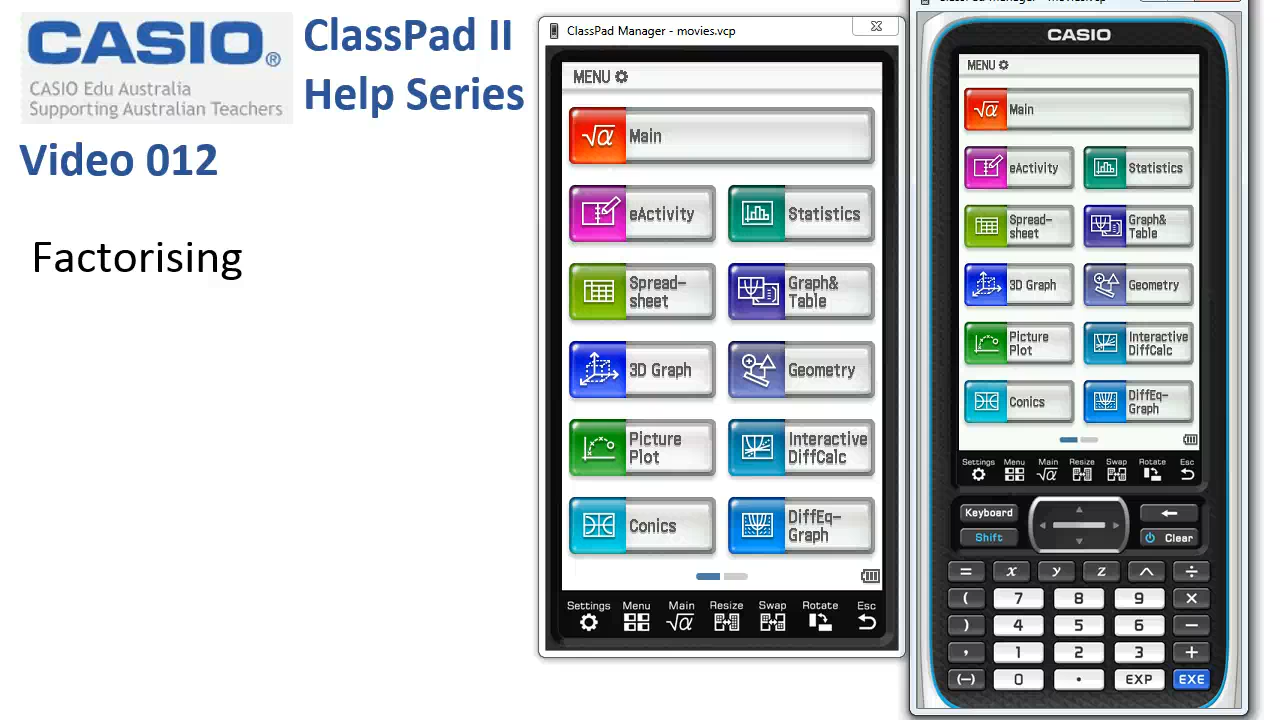 CASIO®
CASIO Edu Australia
Supporting Australian Teachers
ClassPad II
Help Series
Video 012
Factorising
ClassPad Manager - movies.vcp
MENU
Main
eActivity
Statistics
Spread-
sheet
Graph&
Table
3D Graph
Geometry
Picture
Plot
Interactive
DiffCalc
Conics
DiffEq-
Graph
Settings Menu Main Resize Swap Rotate Esc
√α
CASIO
MENU
Main
eActivity
Statistics
Spread-
sheet
Graph&
Table
3D Graph
Geometry
Picture
Plot
Interactive
DiffCalc
Conics
DiffEq-
Graph
Settings Menu Main Resize Swap Rotate Esc
√α
Keyboard
Shift
Clear
= x y z ^ ÷
( 7 8 9 ×
) 4 5 6 −
, 1 2 3 +
(−) 0 . EXP EXE